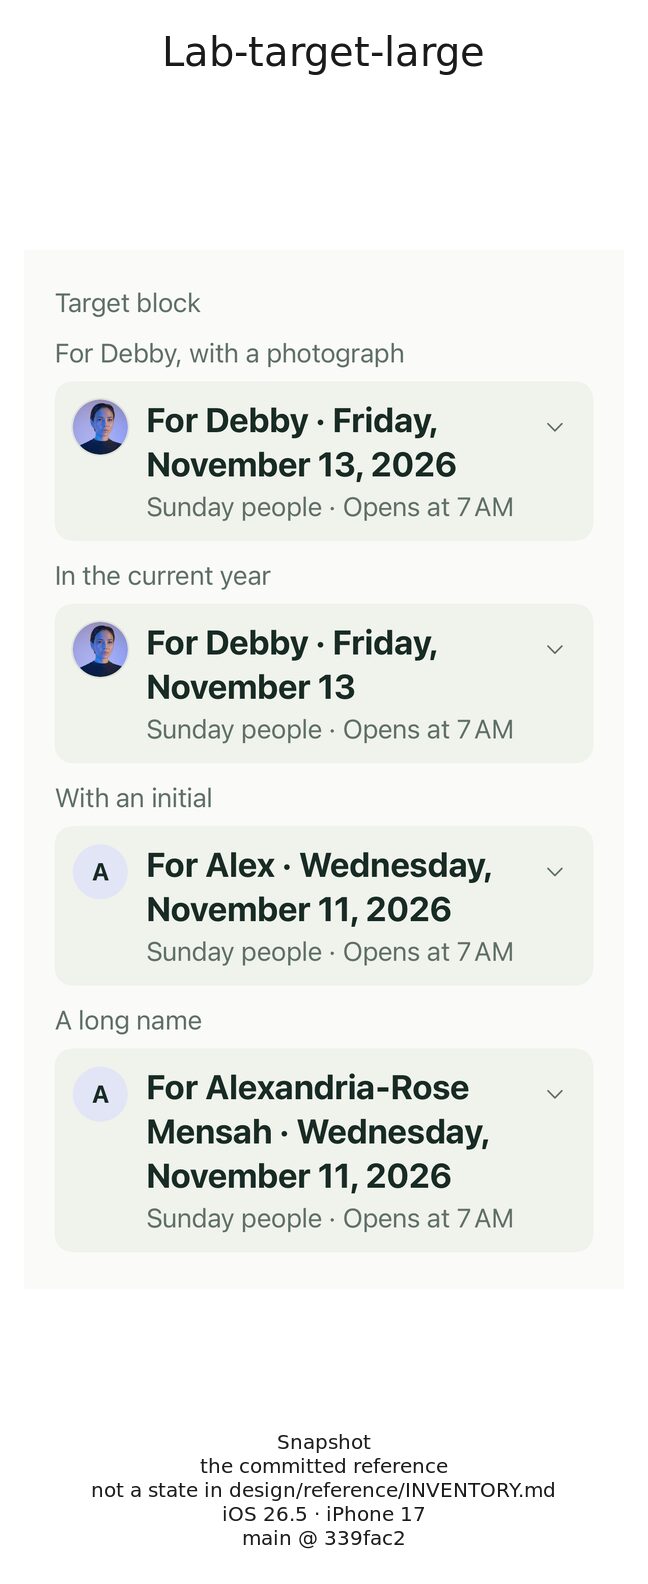 Lab-target-large
Target block
For Debby, with a photograph
For Debby · Friday,
November 13, 2026
Sunday people · Opens at 7 AM
In the current year
For Debby · Friday,
November 13
Sunday people · Opens at 7 AM
With an initial
A
For Alex · Wednesday,
November 11, 2026
Sunday people · Opens at 7 AM
A long name
A
For Alexandria-Rose
Mensah · Wednesday,
November 11, 2026
Sunday people · Opens at 7 AM
Snapshot
the committed reference
not a state in design/reference/INVENTORY.md
iOS 26.5 · iPhone 17
main @ 339fac2